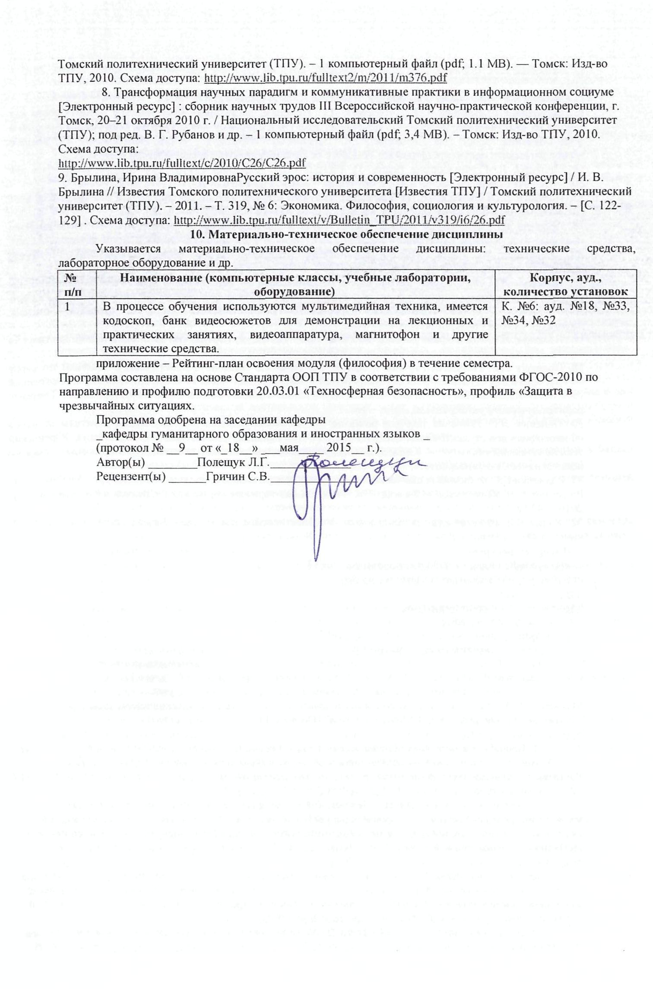 Томский политехнический университет (ТПУ). – 1 компьютерный файл (pdf; 1.1 MB). — Томск: Изд-во
ТПУ, 2010. Схема доступа: http://www.lib.tpu.ru/fulltext2/m/2011/m376.pdf
8. Трансформация научных парадигм и коммуникативные практики в информационном социуме
[Электронный ресурс] : сборник научных трудов III Всероссийской научно-практической конференции, г.
Томск, 20–21 октября 2010 г. / Национальный исследовательский Томский политехнический университет
(ТПУ); под ред. В. Г. Рубанов и др. – 1 компьютерный файл (pdf; 3,4 MB). – Томск: Изд-во ТПУ, 2010.
Схема доступа:
http://www.lib.tpu.ru/fulltext/c/2010/C26/C26.pdf
9. Брылина, Ирина ВладимировнаРусский эрос: история и современность [Электронный ресурс] / И. В.
Брылина // Известия Томского политехнического университета [Известия ТПУ] / Томский политехнический
университет (ТПУ). – 2011. – Т. 319, № 6: Экономика. Философия, социология и культурология. – [С. 122-
129] . Схема доступа: http://www.lib.tpu.ru/fulltext/v/Bulletin_TPU/2011/v319/i6/26.pdf
10. Материально-техническое обеспечение дисциплины
Указывается материально-техническое обеспечение дисциплины: технические средства,
лабораторное оборудование и др.
№ п/п
Наименование (компьютерные классы, учебные лаборатории,
оборудование)
Корпус, ауд.,
количество установок
1
В процессе обучения используются мультимедийная техника, имеется
кодоскоп, банк видеосюжетов для демонстрации на лекционных и
практических занятиях, видеоаппаратура, магнитофон и другие
технические средства.
К. №6: ауд. №18, №33,
№34, №32
приложение – Рейтинг-план освоения модуля (философия) в течение семестра.
Программа составлена на основе Стандарта ООП ТПУ в соответствии с требованиями ФГОС-2010 по
направлению и профилю подготовки 20.03.01 «Техносферная безопасность», профиль «Защита в
чрезвычайных ситуациях.
Программа одобрена на заседании кафедры
_кафедры гуманитарного образования и иностранных языков _
(протокол № __9__ от «_18__» ___мая____ 2015__ г.).
Автор(ы) ________Полещук Л.Г._____________
Рецензент(ы) ______Гричин С.В.____________